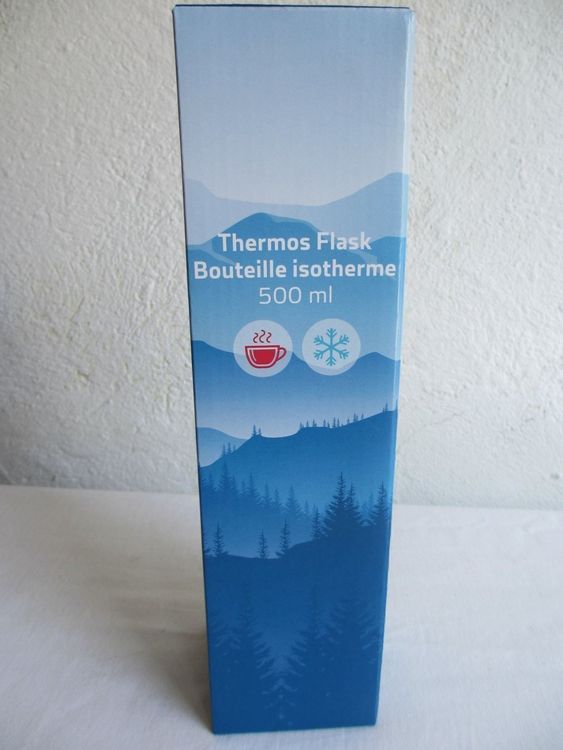 Thermos Flask
Bouteille isotherme
500 ml